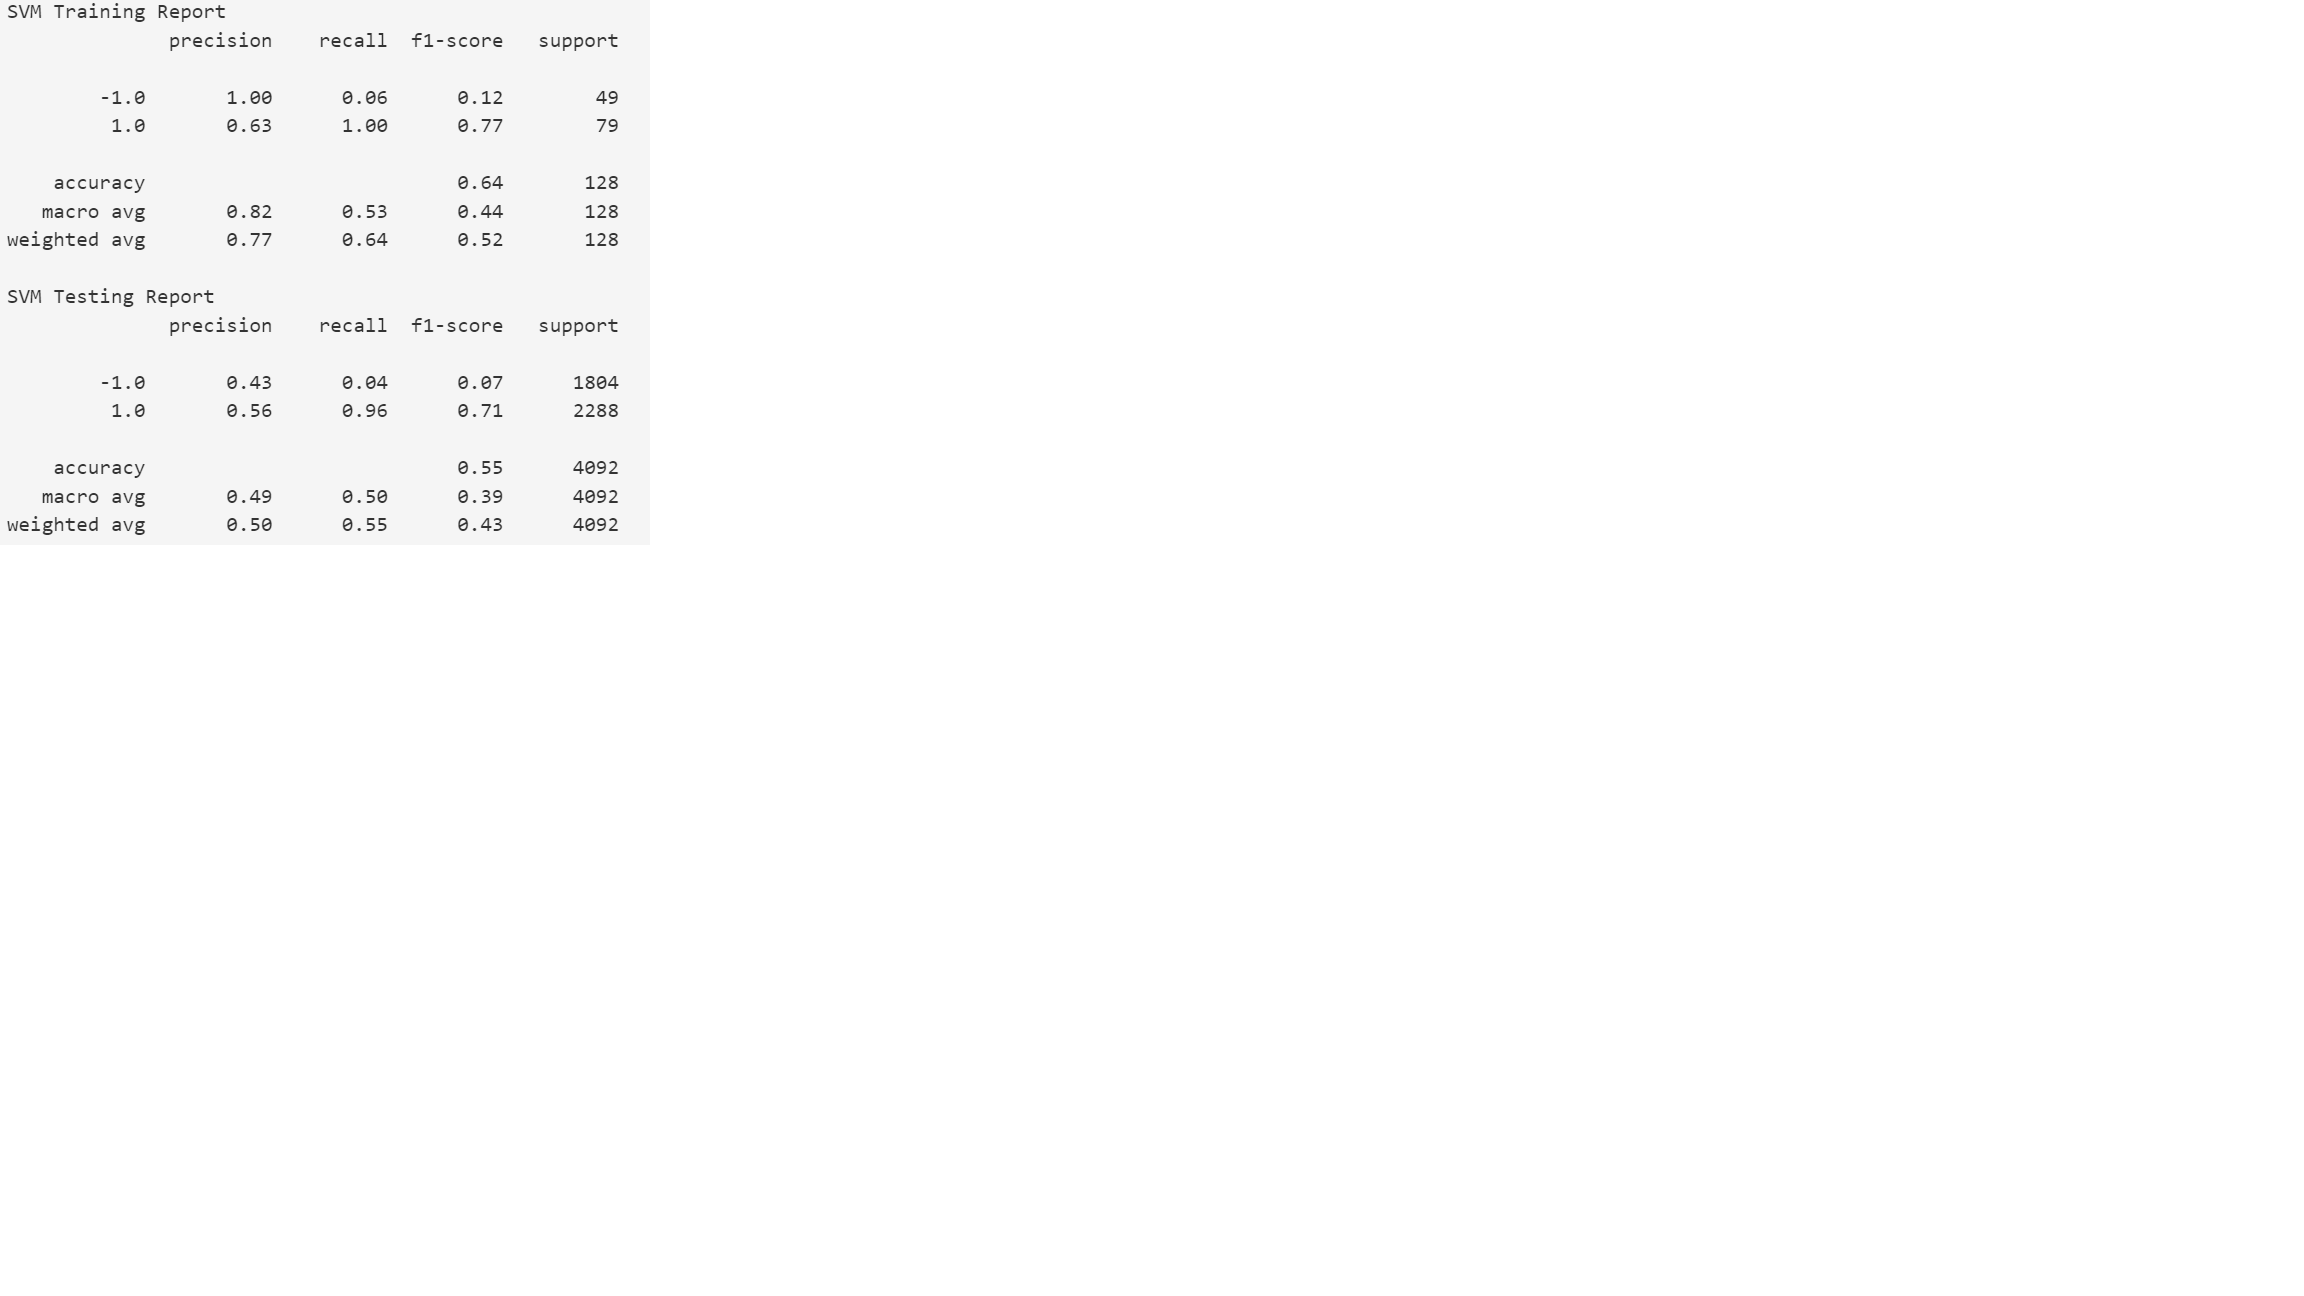 SVM Training Report
precision recall f1-score support
-1.0 1.00 0.06 0.12 49
1.0 0.63 1.00 0.77 79
accuracy 0.64 128
macro avg 0.82 0.53 0.44 128
weighted avg 0.77 0.64 0.52 128
SVM Testing Report
precision recall f1-score support
-1.0 0.43 0.04 0.07 1804
1.0 0.56 0.96 0.71 2288
accuracy 0.55 4092
macro avg 0.49 0.50 0.39 4092
weighted avg 0.50 0.55 0.43 4092